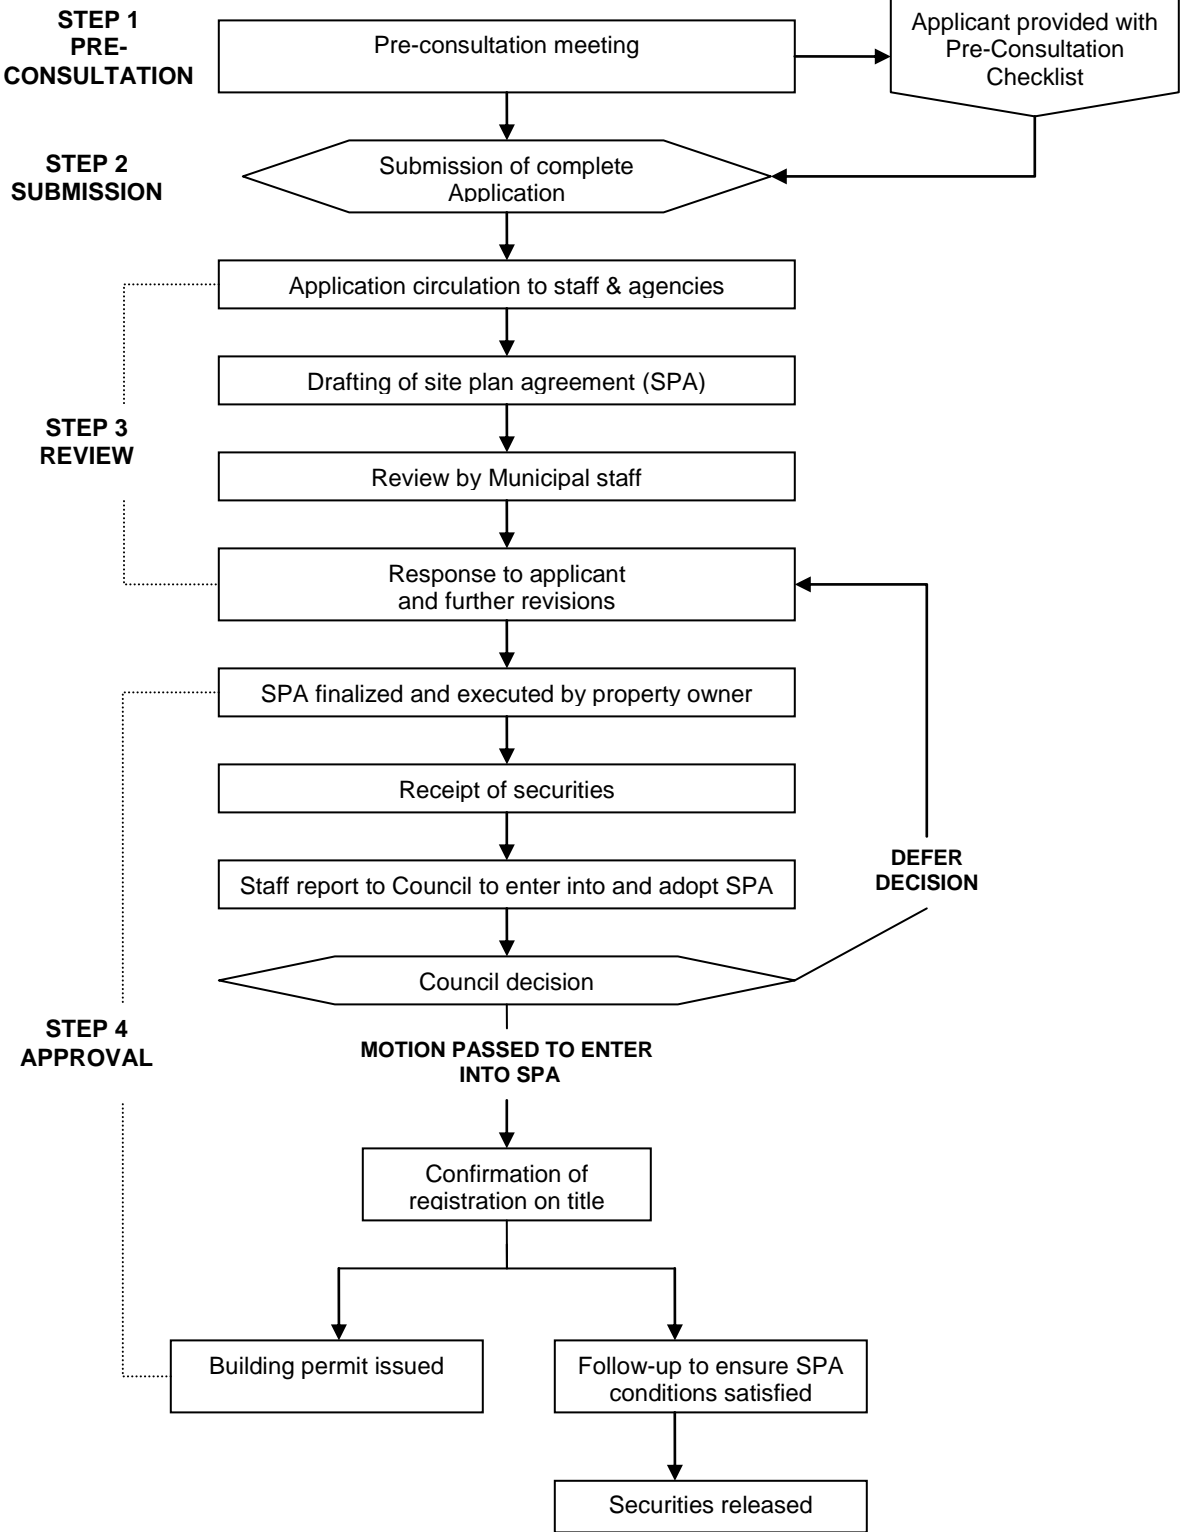 STEP 1
PRE-
CONSULTATION
Pre-consultation meeting
Applicant provided with
Pre-Consultation
Checklist
STEP 2
SUBMISSION
Submission of complete
Application
Application circulation to staff & agencies
Drafting of site plan agreement (SPA)
STEP 3
REVIEW
Review by Municipal staff
Response to applicant
and further revisions
SPA finalized and executed by property owner
Receipt of securities
Staff report to Council to enter into and adopt SPA
DEFER
DECISION
Council decision
STEP 4
APPROVAL
MOTION PASSED TO ENTER
INTO SPA
Confirmation of
registration on title
Building permit issued
Follow-up to ensure SPA
conditions satisfied
Securities released